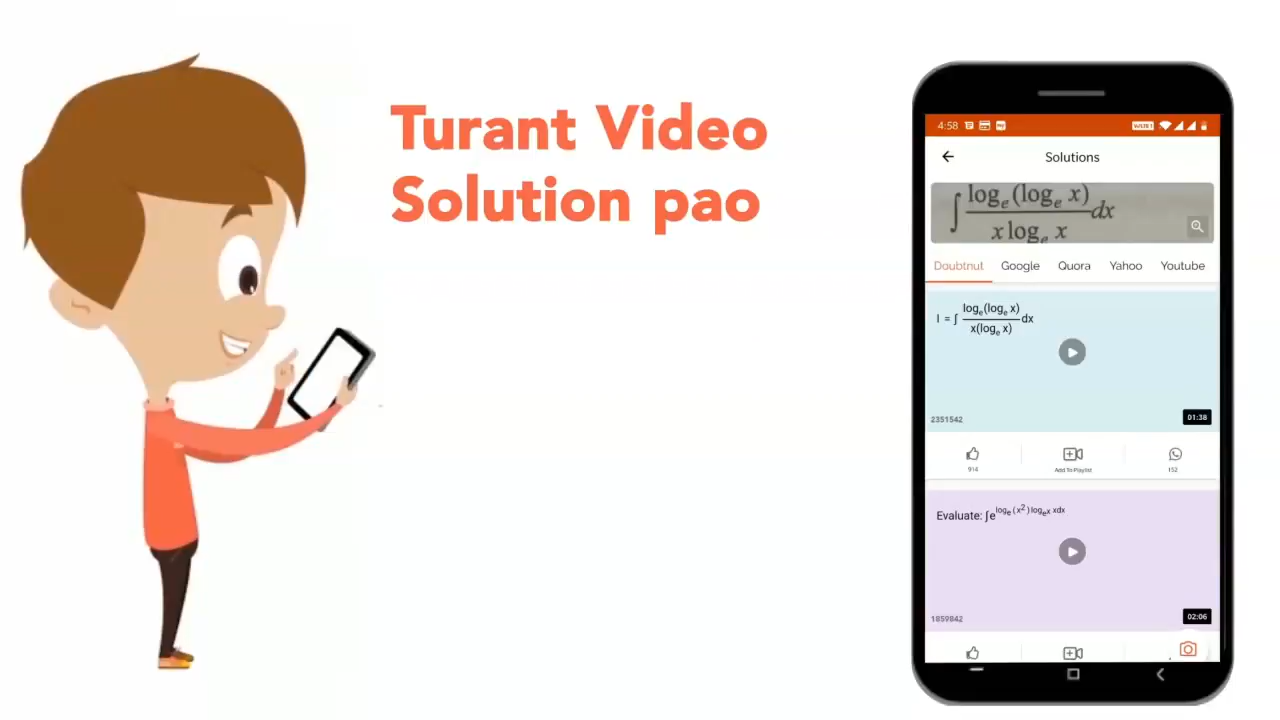 Turant Video
Solution pao
4:58
Solutions
∫ logₑ(logₑ x) / x logₑ x dx
Doubtnut Google Quora Yahoo Youtube
I = ∫ logₑ(logₑ x) / x(logₑ x) dx
2351542 01:38
914 Add To Playlist 152
Evaluate: ∫e^logₑ(x²)logₑx xdx
1859842 02:06